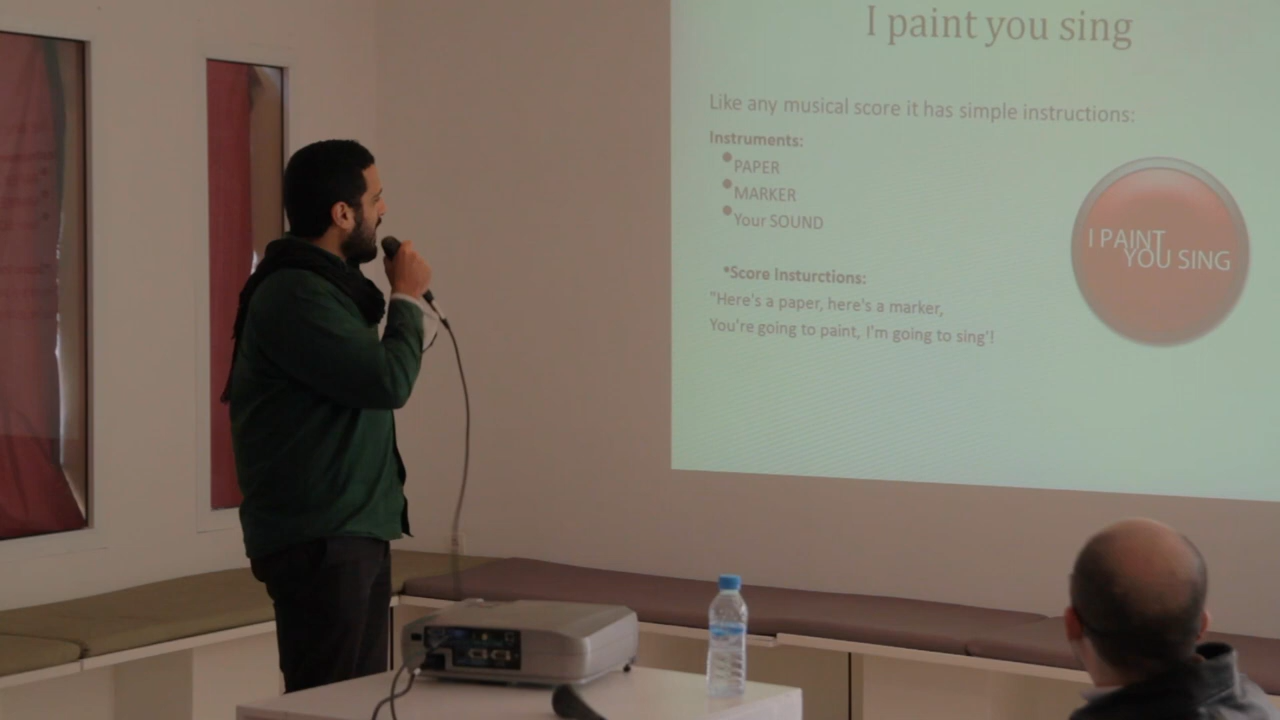 I paint you sing
Like any musical score it has simple instructions:
Instruments:
•PAPER
•MARKER
•Your SOUND
•Score Insturctions:
"Here's a paper, here's a marker,
You're going to paint, I'm going to sing'!
I PAINT
YOU SING